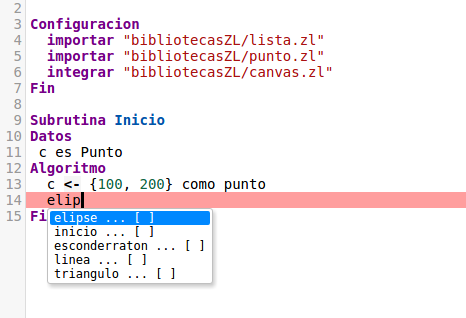 2
3 Configuracion
4 importar "bibliotecasZL/lista.zl"
5 importar "bibliotecasZL/punto.zl"
6 integrar "bibliotecasZL/canvas.zl"
7 Fin
8
9 Subrutina Inicio
10 Datos
11 c es Punto
12 Algoritmo
13 c <- {100, 200} como punto
14 elip
15 Fi
elipse ... [ ]
inicio ... [ ]
esconderraton ... [ ]
linea ... [ ]
triangulo ... [ ]